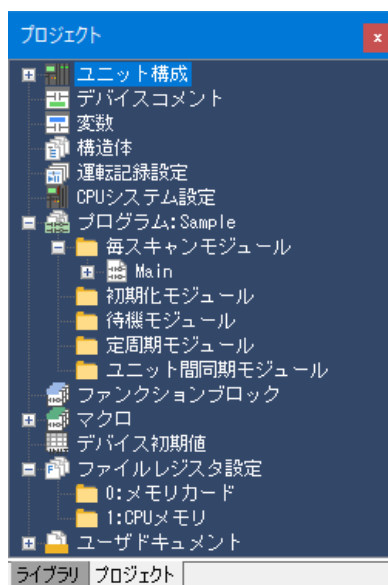 プロジェクト
x
ユニット構成
デバイスコメント
変数
構造体
運転記録設定
CPUシステム設定
プログラム:Sample
毎スキャンモジュール
Main
初期化モジュール
待機モジュール
定周期モジュール
ユニット間同期モジュール
ファンクションブロック
マクロ
デバイス初期値
ファイルレジスタ設定
0:メモリカード
1:CPUメモリ
ユーザドキュメント
ライブラリ プロジェクト